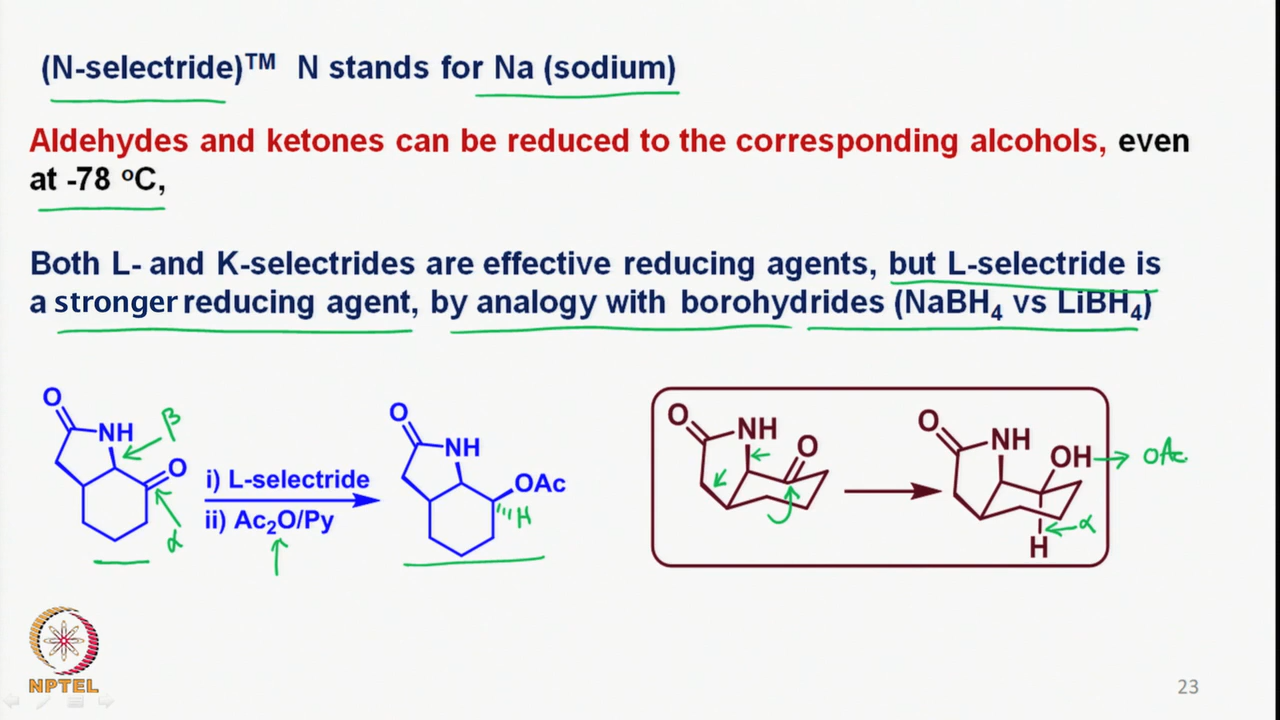 (N-selectride)™ N stands for Na (sodium)
Aldehydes and ketones can be reduced to the corresponding alcohols, even
at -78 °C,
Both L- and K-selectrides are effective reducing agents, but L-selectride is
a stronger reducing agent, by analogy with borohydrides (NaBH₄ vs LiBH₄)
O
NH
β
O
α
i) L-selectride
ii) Ac₂O/Py
O
NH
OAc
H
O
NH
O
O
NH
OH
OAc
α
H
NPTEL
23